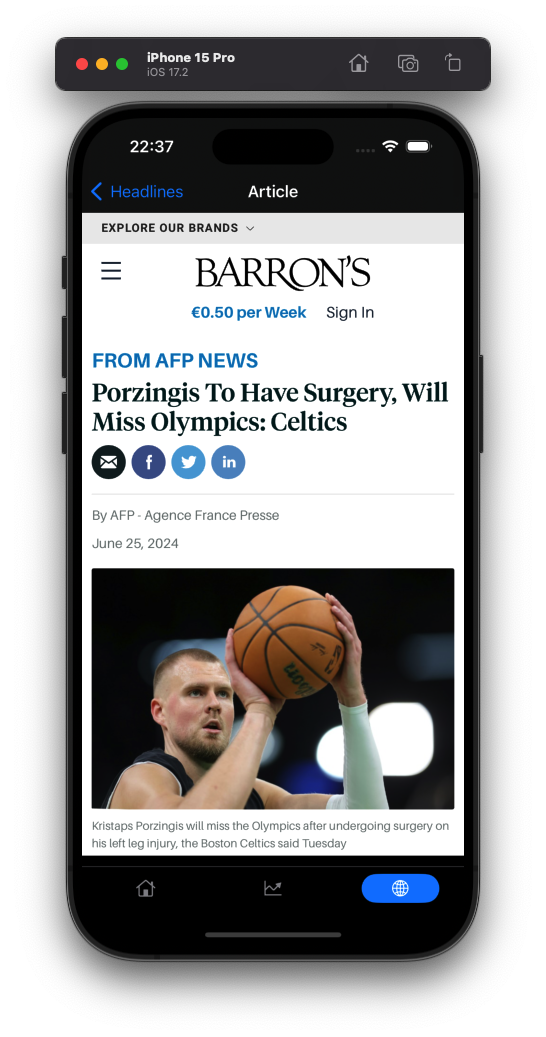 iPhone 15 Pro
iOS 17.2
22:37
Headlines
Article
EXPLORE OUR BRANDS
BARRON'S
€0.50 per Week
Sign In
FROM AFP NEWS
Porzingis To Have Surgery, Will
Miss Olympics: Celtics
f
in
By AFP - Agence France Presse
June 25, 2024
Kristaps Porzingis will miss the Olympics after undergoing surgery on
his left leg injury, the Boston Celtics said Tuesday